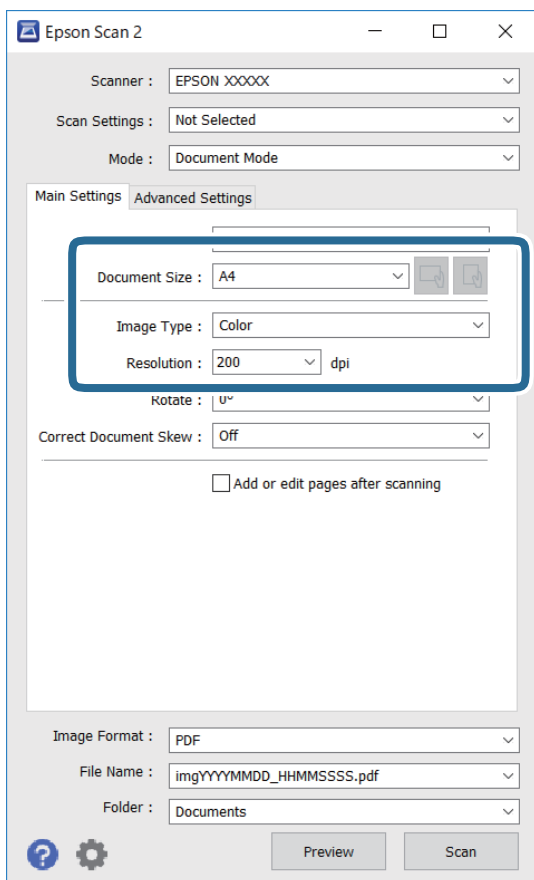 Epson Scan 2
Scanner : EPSON XXXXX
Scan Settings : Not Selected
Mode : Document Mode
Main Settings Advanced Settings
Document Size : A4
Image Type : Color
Resolution : 200 dpi
Rotate : 0º
Correct Document Skew : Off
Add or edit pages after scanning
Image Format : PDF
File Name : imgYYYYMMDD_HHMMSSSS.pdf
Folder : Documents
? Preview Scan